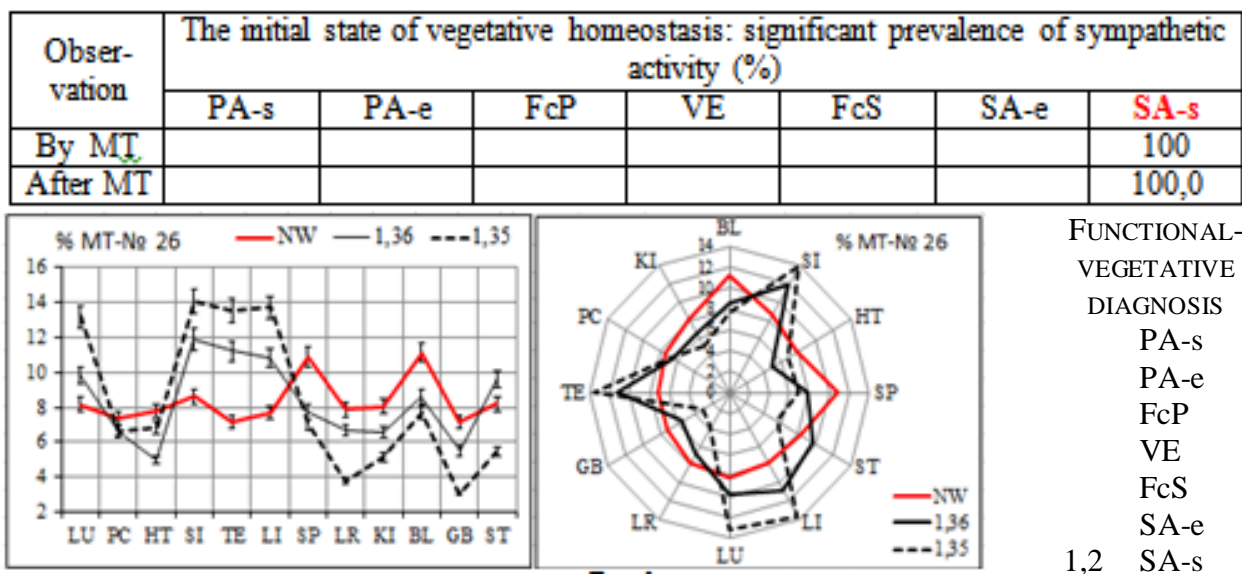 Obser-
vation
The initial state of vegetative homeostasis: significant prevalence of sympathetic
activity (%)
PA-s PA-e FcP VE FcS SA-e SA-s
By MT 100
After MT 100,0
% MT-№ 26 NW 1,36 1,35
16
14
12
10
8
6
4
2
LU PC HT SI TE LI SP LR KI BL GB ST
% MT-№ 26
BL
SI
HT
SP
ST
LI
LU
LR
GB
TE
PC
KI
14
12
10
8
6
4
2
0
NW
1,36
1,35
FUNCTIONAL-
VEGETATIVE
DIAGNOSIS
PA-s
PA-e
FcP
VE
FcS
SA-e
1,2 SA-s